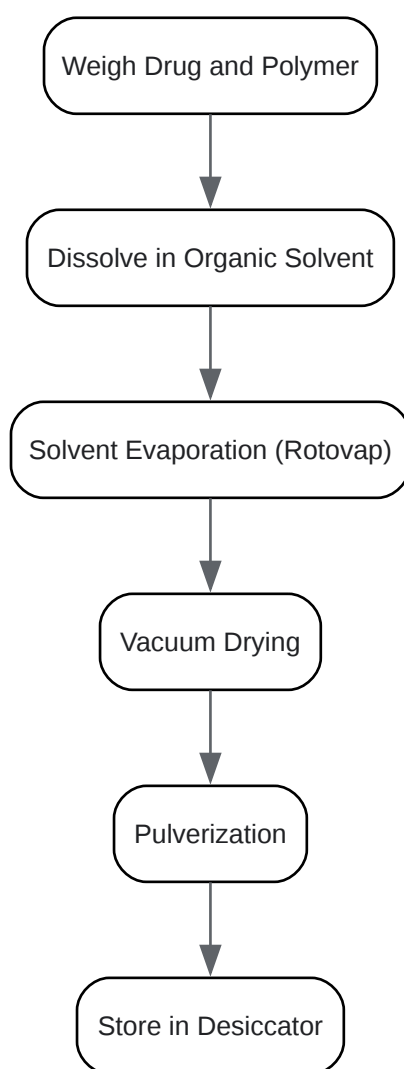 Weigh Drug and Polymer
Dissolve in Organic Solvent
Solvent Evaporation (Rotovap)
Vacuum Drying
Pulverization
Store in Desiccator